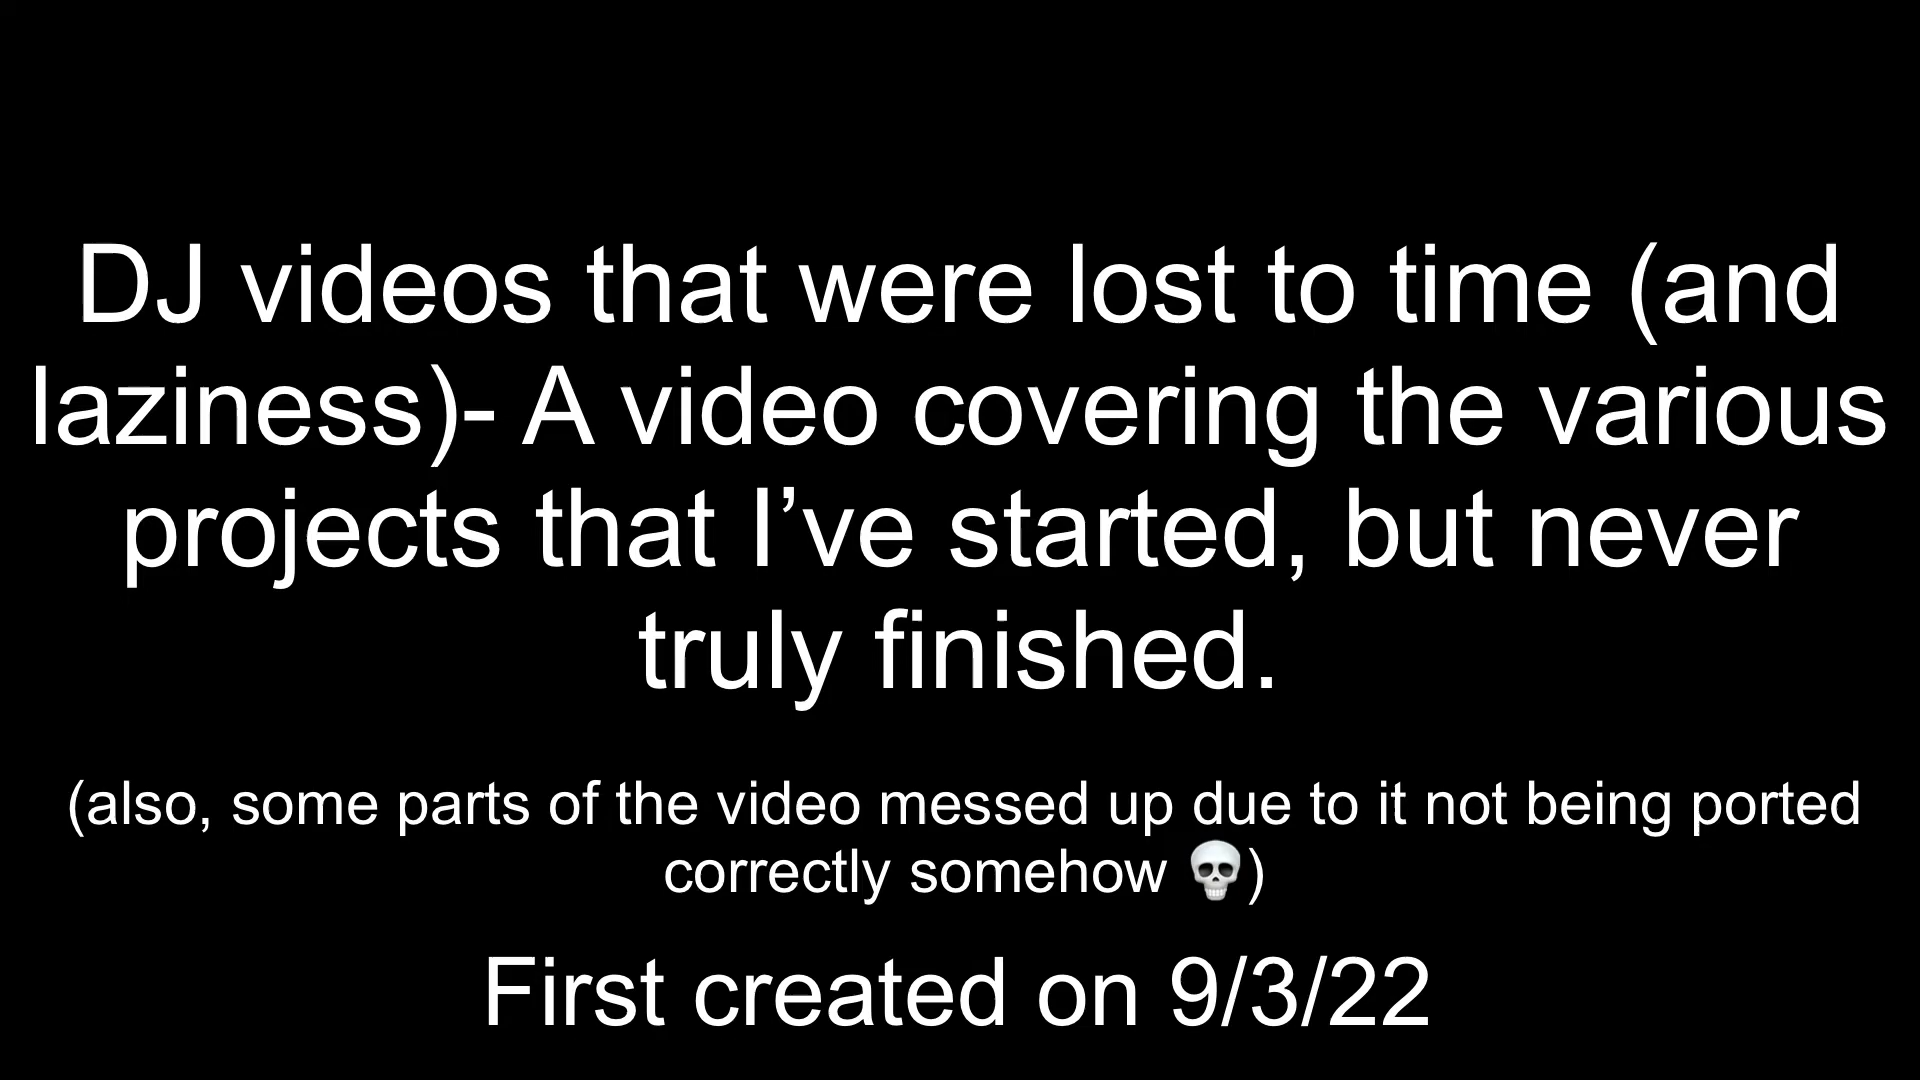 DJ videos that were lost to time (and
laziness)- A video covering the various
projects that I’ve started, but never
truly finished.
(also, some parts of the video messed up due to it not being ported
correctly somehow 💀)
First created on 9/3/22